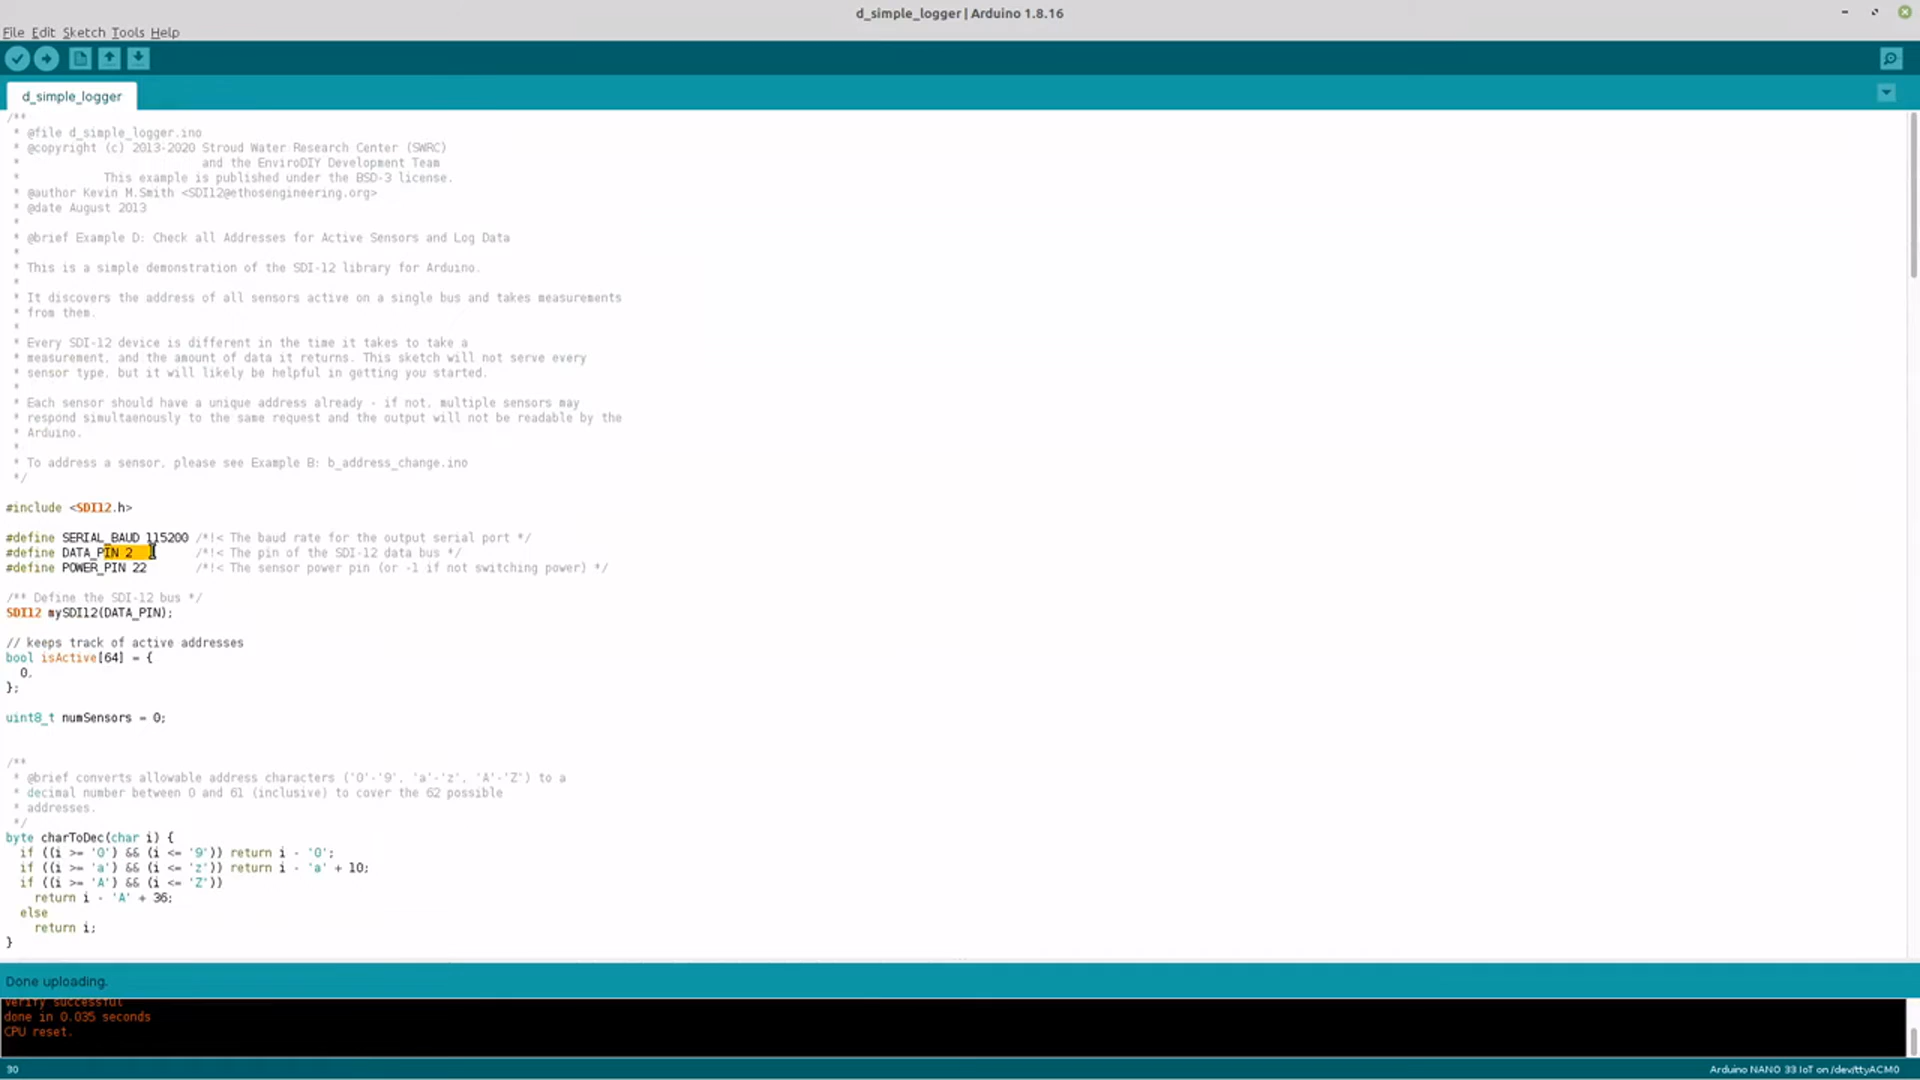 d_simple_logger | Arduino 1.8.16
File Edit Sketch Tools Help
d_simple_logger
/**
 * @file d_simple_logger.ino
 * @copyright (c) 2013-2020 Stroud Water Research Center (SWRC)
 *                          and the EnviroDIY Development Team
 *            This example is published under the BSD-3 license.
 * @author Kevin M.Smith <SDI12@ethosengineering.org>
 * @date August 2013
 *
 * @brief Example D: Check all Addresses for Active Sensors and Log Data
 *
 * This is a simple demonstration of the SDI-12 library for Arduino.
 *
 * It discovers the address of all sensors active on a single bus and takes measurements
 * from them.
 *
 * Every SDI-12 device is different in the time it takes to take a
 * measurement, and the amount of data it returns. This sketch will not serve every
 * sensor type, but it will likely be helpful in getting you started.
 *
 * Each sensor should have a unique address already - if not, multiple sensors may
 * respond simultaenously to the same request and the output will not be readable by the
 * Arduino.
 *
 * To address a sensor, please see Example B: b_address_change.ino
 */
#include <SDI12.h>
#define SERIAL_BAUD 115200 /*!< The baud rate for the output serial port */
#define DATA_PIN 2         /*!< The pin of the SDI-12 data bus */
#define POWER_PIN 22       /*!< The sensor power pin (or -1 if not switching power) */
/** Define the SDI-12 bus */
SDI12 mySDI12(DATA_PIN);
// keeps track of active addresses
bool isActive[64] = {
  0,
};
uint8_t numSensors = 0;
/**
 * @brief converts allowable address characters ('0'-'9', 'a'-'z', 'A'-'Z') to a
 * decimal number between 0 and 61 (inclusive) to cover the 62 possible
 * addresses.
 */
byte charToDec(char i) {
  if ((i >= '0') && (i <= '9')) return i - '0';
  if ((i >= 'a') && (i <= 'z')) return i - 'a' + 10;
  if ((i >= 'A') && (i <= 'Z'))
    return i - 'A' + 36;
  else
    return i;
}
Done uploading.
Verify successful
done in 0.035 seconds
CPU reset.
30
Arduino NANO 33 IoT on /dev/ttyACM0